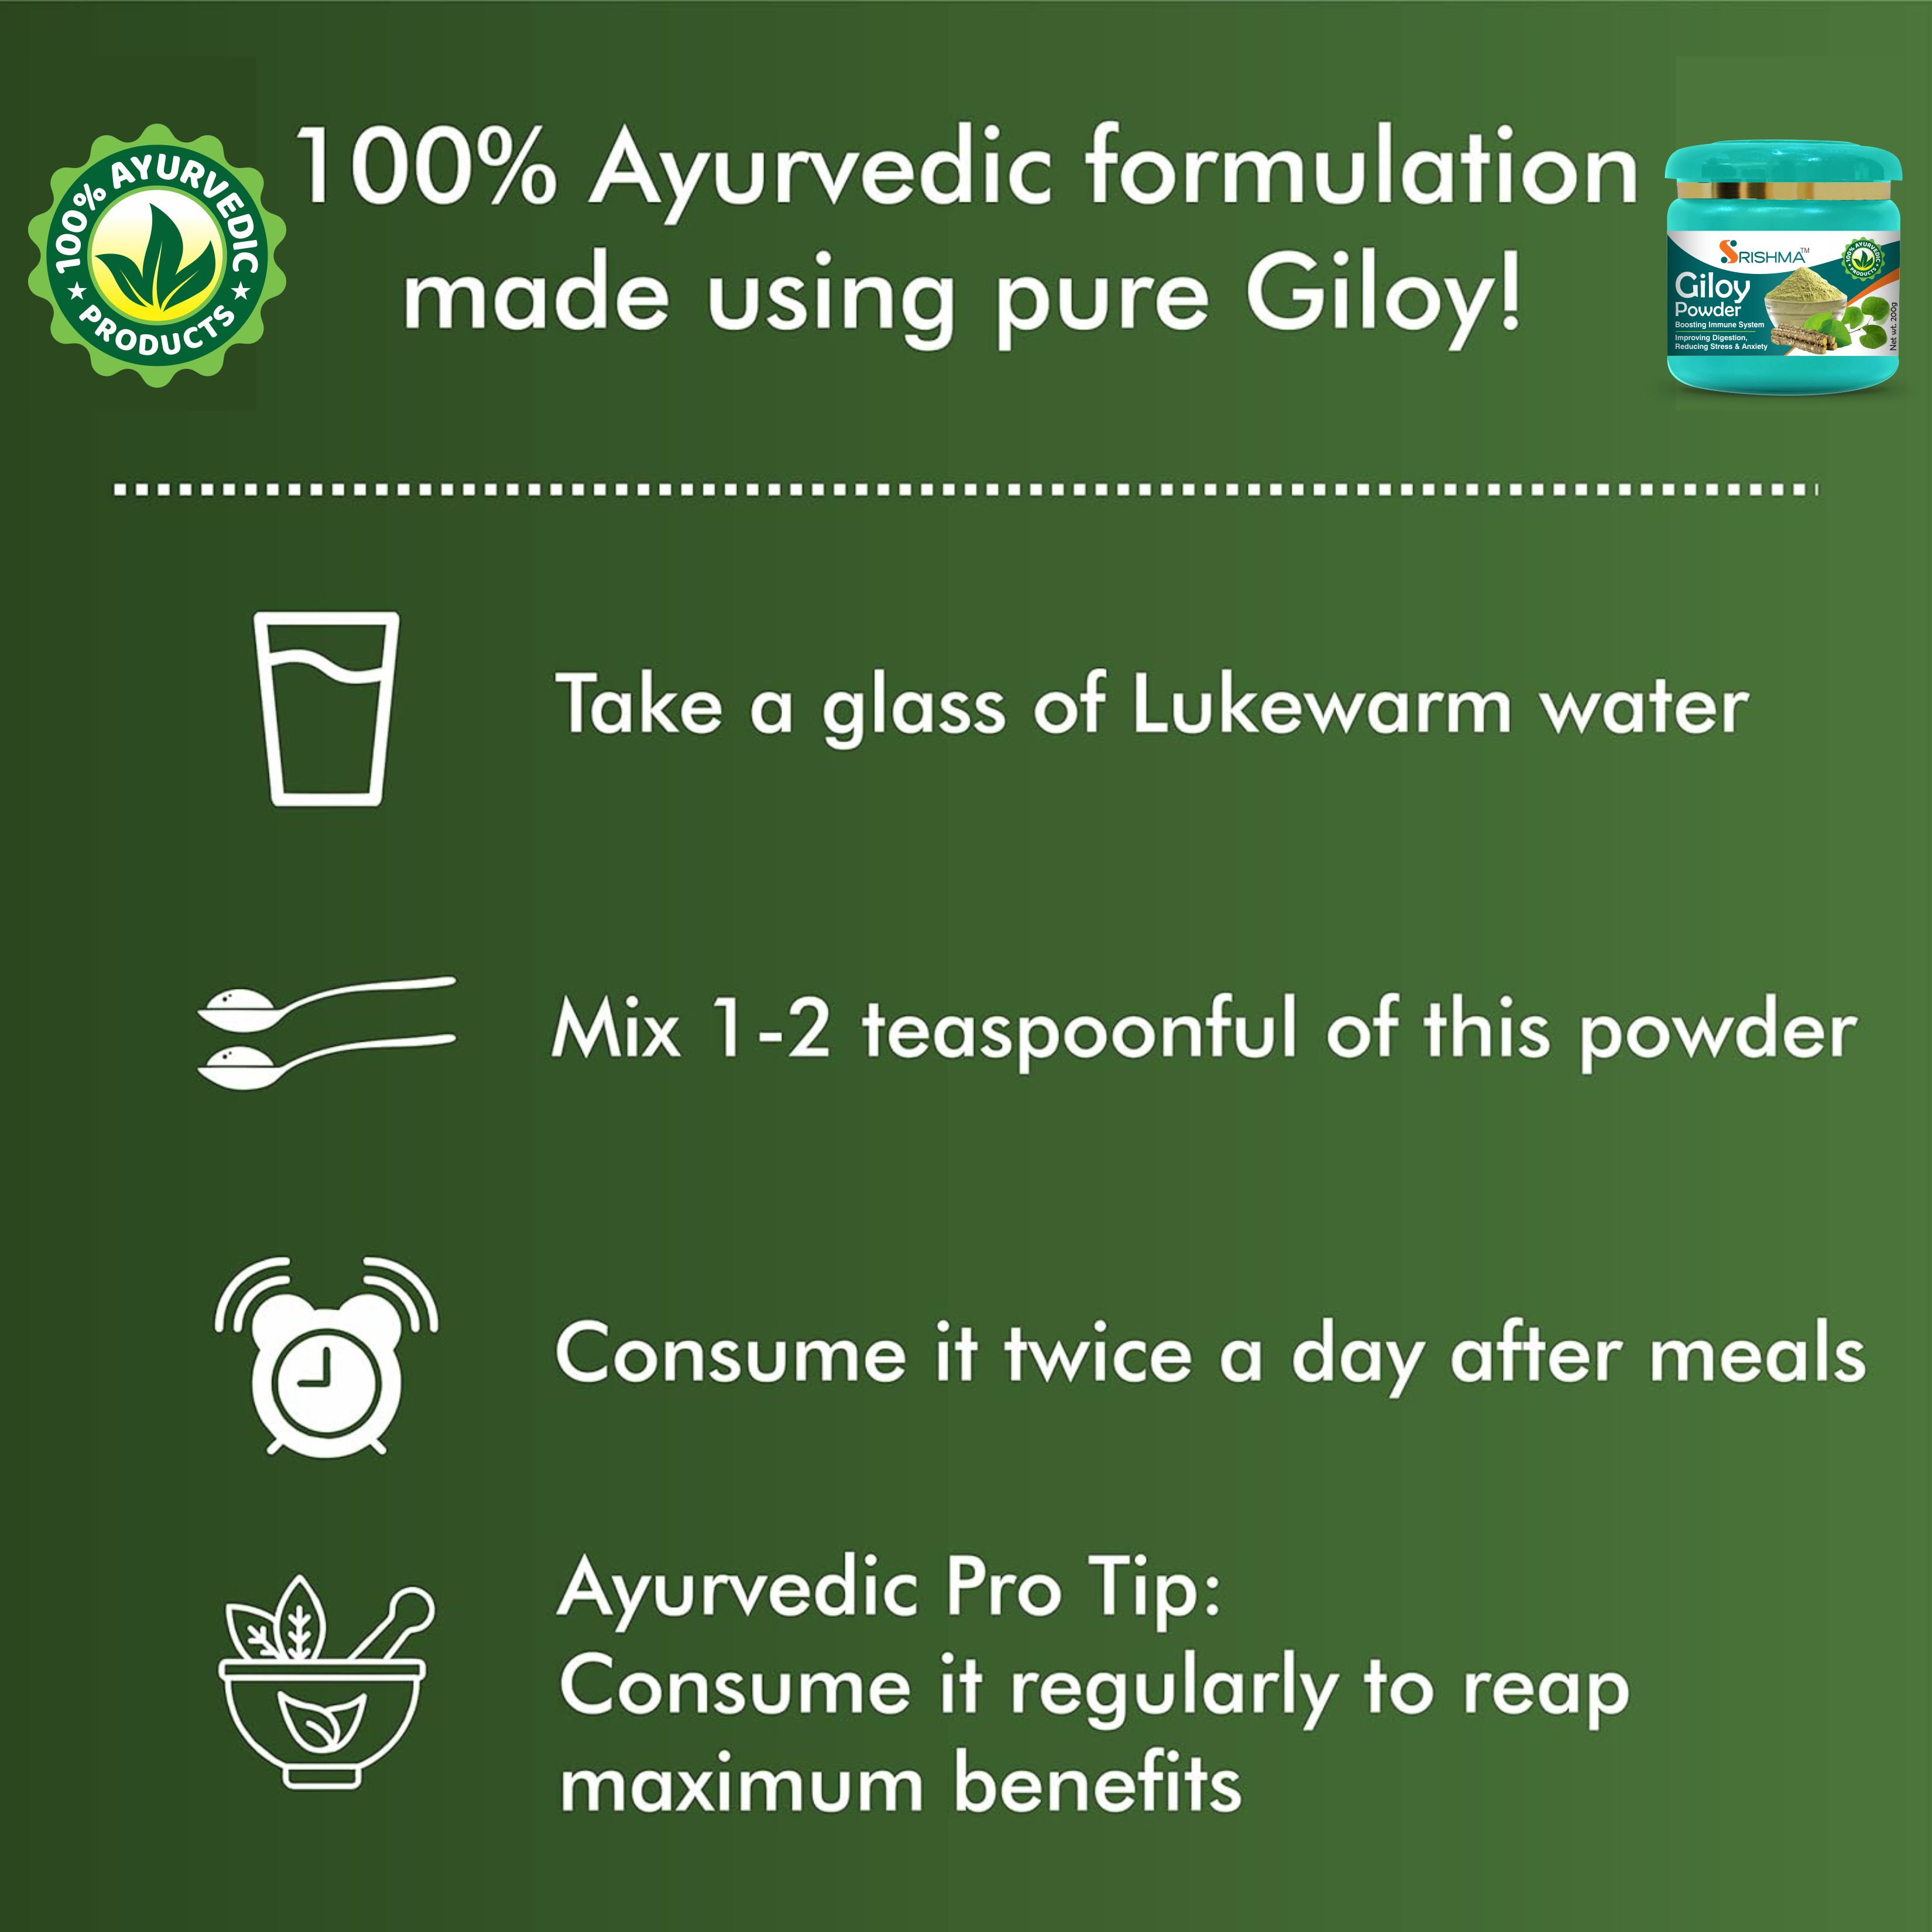 100% AYURVEDIC
PRODUCTS
100% Ayurvedic formulation
made using pure Giloy!
SRISHMA™
100% AYURVEDIC
PRODUCTS
Giloy
Powder
Boosting Immune System
Improving Digestion,
Reducing Stress & Anxiety
Net wt. 200g
Take a glass of Lukewarm water
Mix 1-2 teaspoonful of this powder
Consume it twice a day after meals
Ayurvedic Pro Tip:
Consume it regularly to reap
maximum benefits